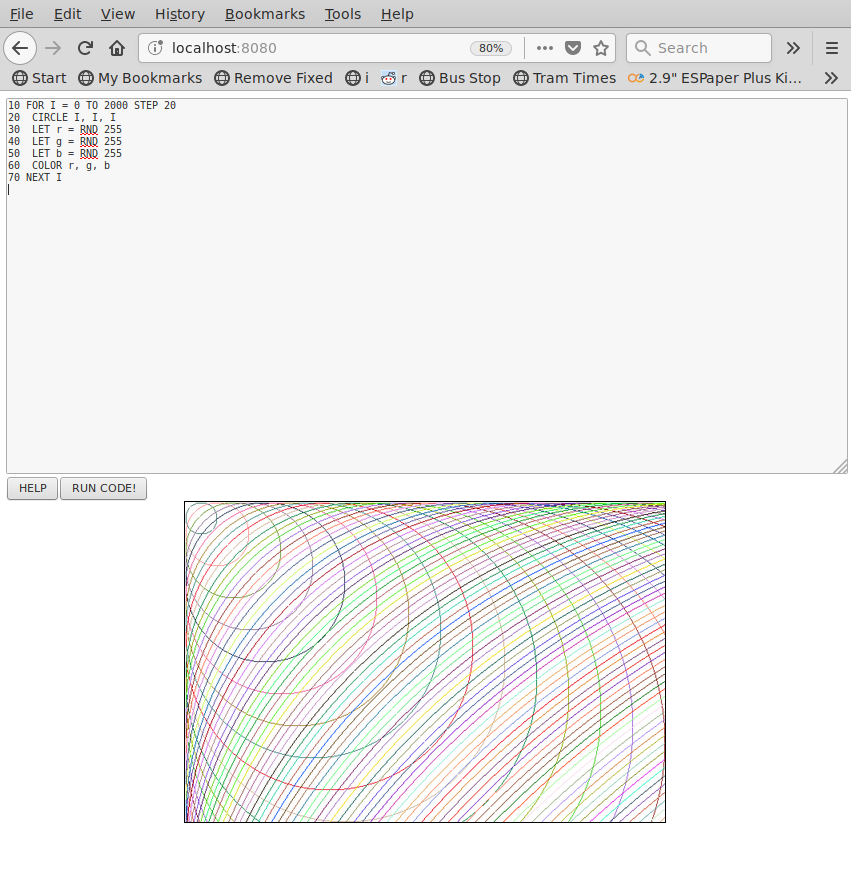 File Edit View History Bookmarks Tools Help
localhost:8080 80% Search
Start My Bookmarks Remove Fixed i r Bus Stop Tram Times 2.9" ESPaper Plus Ki…
10 FOR I = 0 TO 2000 STEP 20
20  CIRCLE I, I, I
30  LET r = RND 255
40  LET g = RND 255
50  LET b = RND 255
60  COLOR r, g, b
70 NEXT I
HELP RUN CODE!